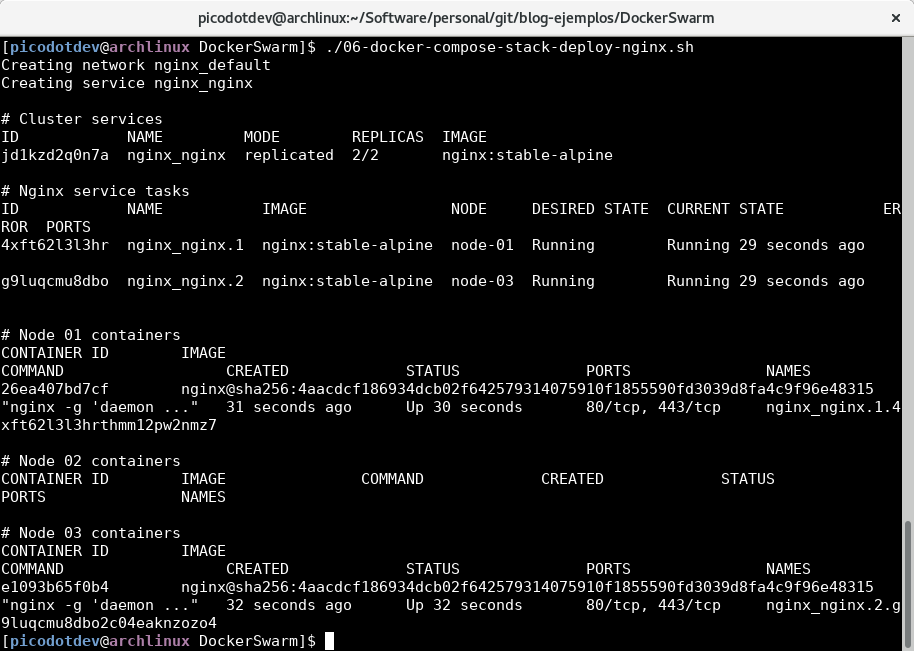 picodotdev@archlinux:~/Software/personal/git/blog-ejemplos/DockerSwarm
[picodotdev@archlinux DockerSwarm]$ ./06-docker-compose-stack-deploy-nginx.sh
Creating network nginx_default
Creating service nginx_nginx
# Cluster services
ID            NAME         MODE        REPLICAS  IMAGE
jd1kzd2q0n7a  nginx_nginx  replicated  2/2       nginx:stable-alpine
# Nginx service tasks
ID            NAME           IMAGE                NODE     DESIRED STATE  CURRENT STATE           ER
ROR  PORTS
4xft62l3l3hr  nginx_nginx.1  nginx:stable-alpine  node-01  Running        Running 29 seconds ago
g9luqcmu8dbo  nginx_nginx.2  nginx:stable-alpine  node-03  Running        Running 29 seconds ago
# Node 01 containers
CONTAINER ID        IMAGE
COMMAND                  CREATED             STATUS              PORTS               NAMES
26ea407bd7cf        nginx@sha256:4aacdcf186934dcb02f642579314075910f1855590fd3039d8fa4c9f96e48315
"nginx -g 'daemon ..."   31 seconds ago      Up 30 seconds       80/tcp, 443/tcp     nginx_nginx.1.4
xft62l3l3hrthmm12pw2nmz7
# Node 02 containers
CONTAINER ID        IMAGE               COMMAND             CREATED             STATUS
PORTS               NAMES
# Node 03 containers
CONTAINER ID        IMAGE
COMMAND                  CREATED             STATUS              PORTS               NAMES
e1093b65f0b4        nginx@sha256:4aacdcf186934dcb02f642579314075910f1855590fd3039d8fa4c9f96e48315
"nginx -g 'daemon ..."   32 seconds ago      Up 32 seconds       80/tcp, 443/tcp     nginx_nginx.2.g
9luqcmu8dbo2c04eaknzozo4
[picodotdev@archlinux DockerSwarm]$